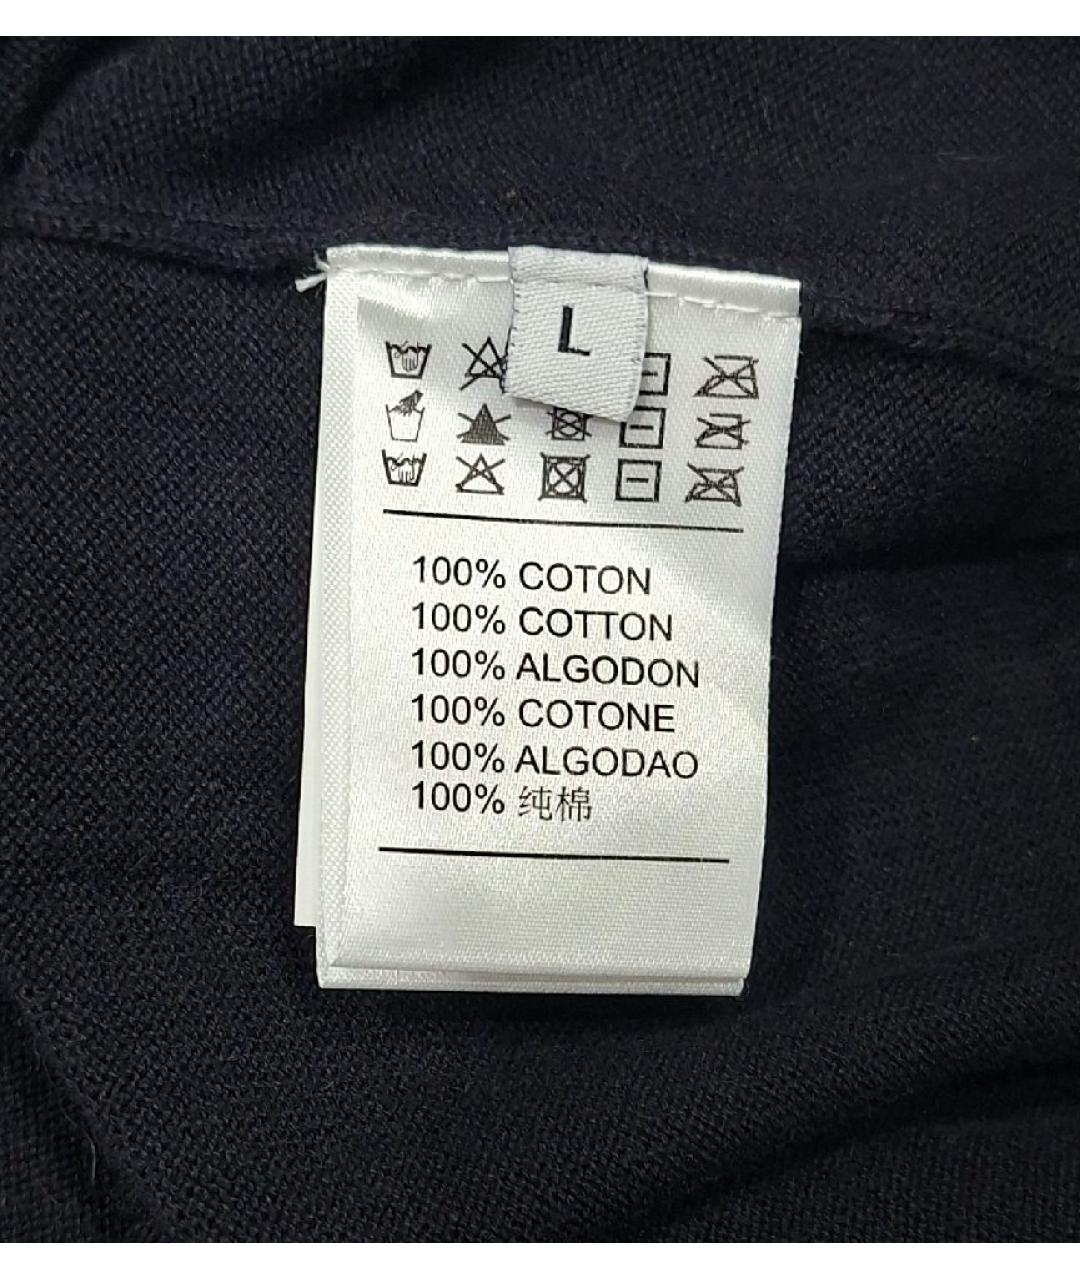 L
100% COTON
100% COTTON
100% ALGODON
100% COTONE
100% ALGODAO
100% 纯棉